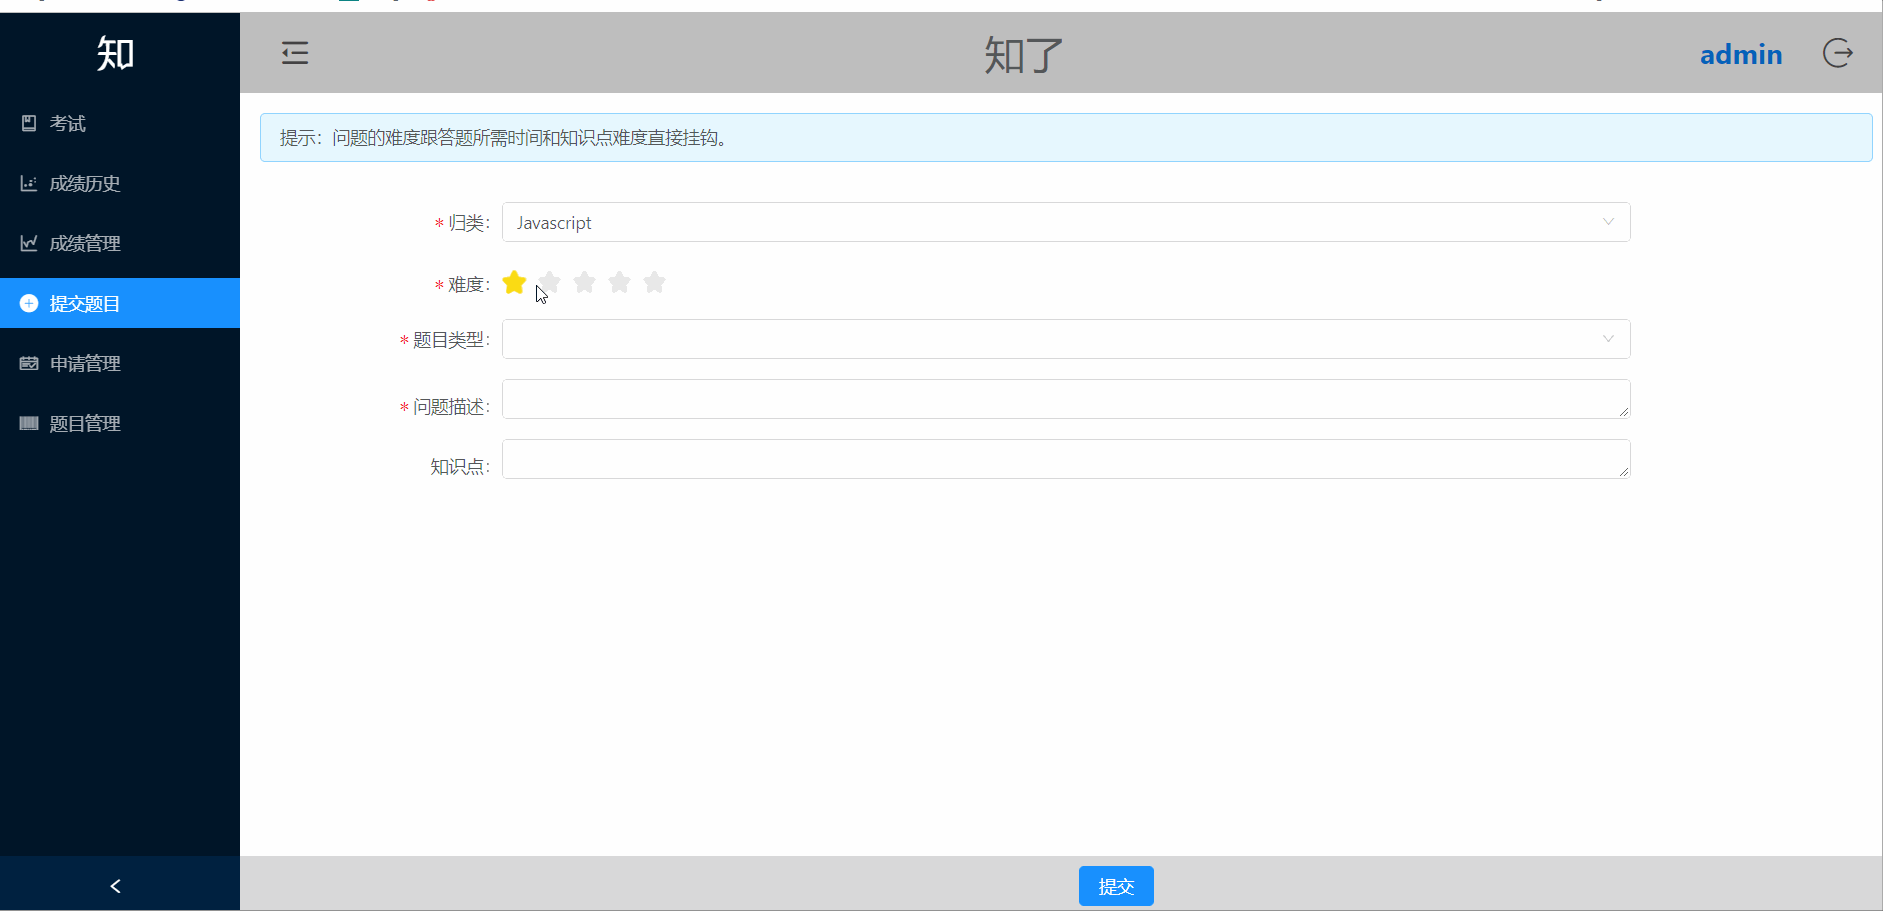 知
知了
admin
考试
成绩历史
成绩管理
提交题目
申请管理
题目管理
提示：问题的难度跟答题所需时间和知识点难度直接挂钩。
* 归类： Javascript
* 难度：
* 题目类型：
* 问题描述：
知识点：
提交